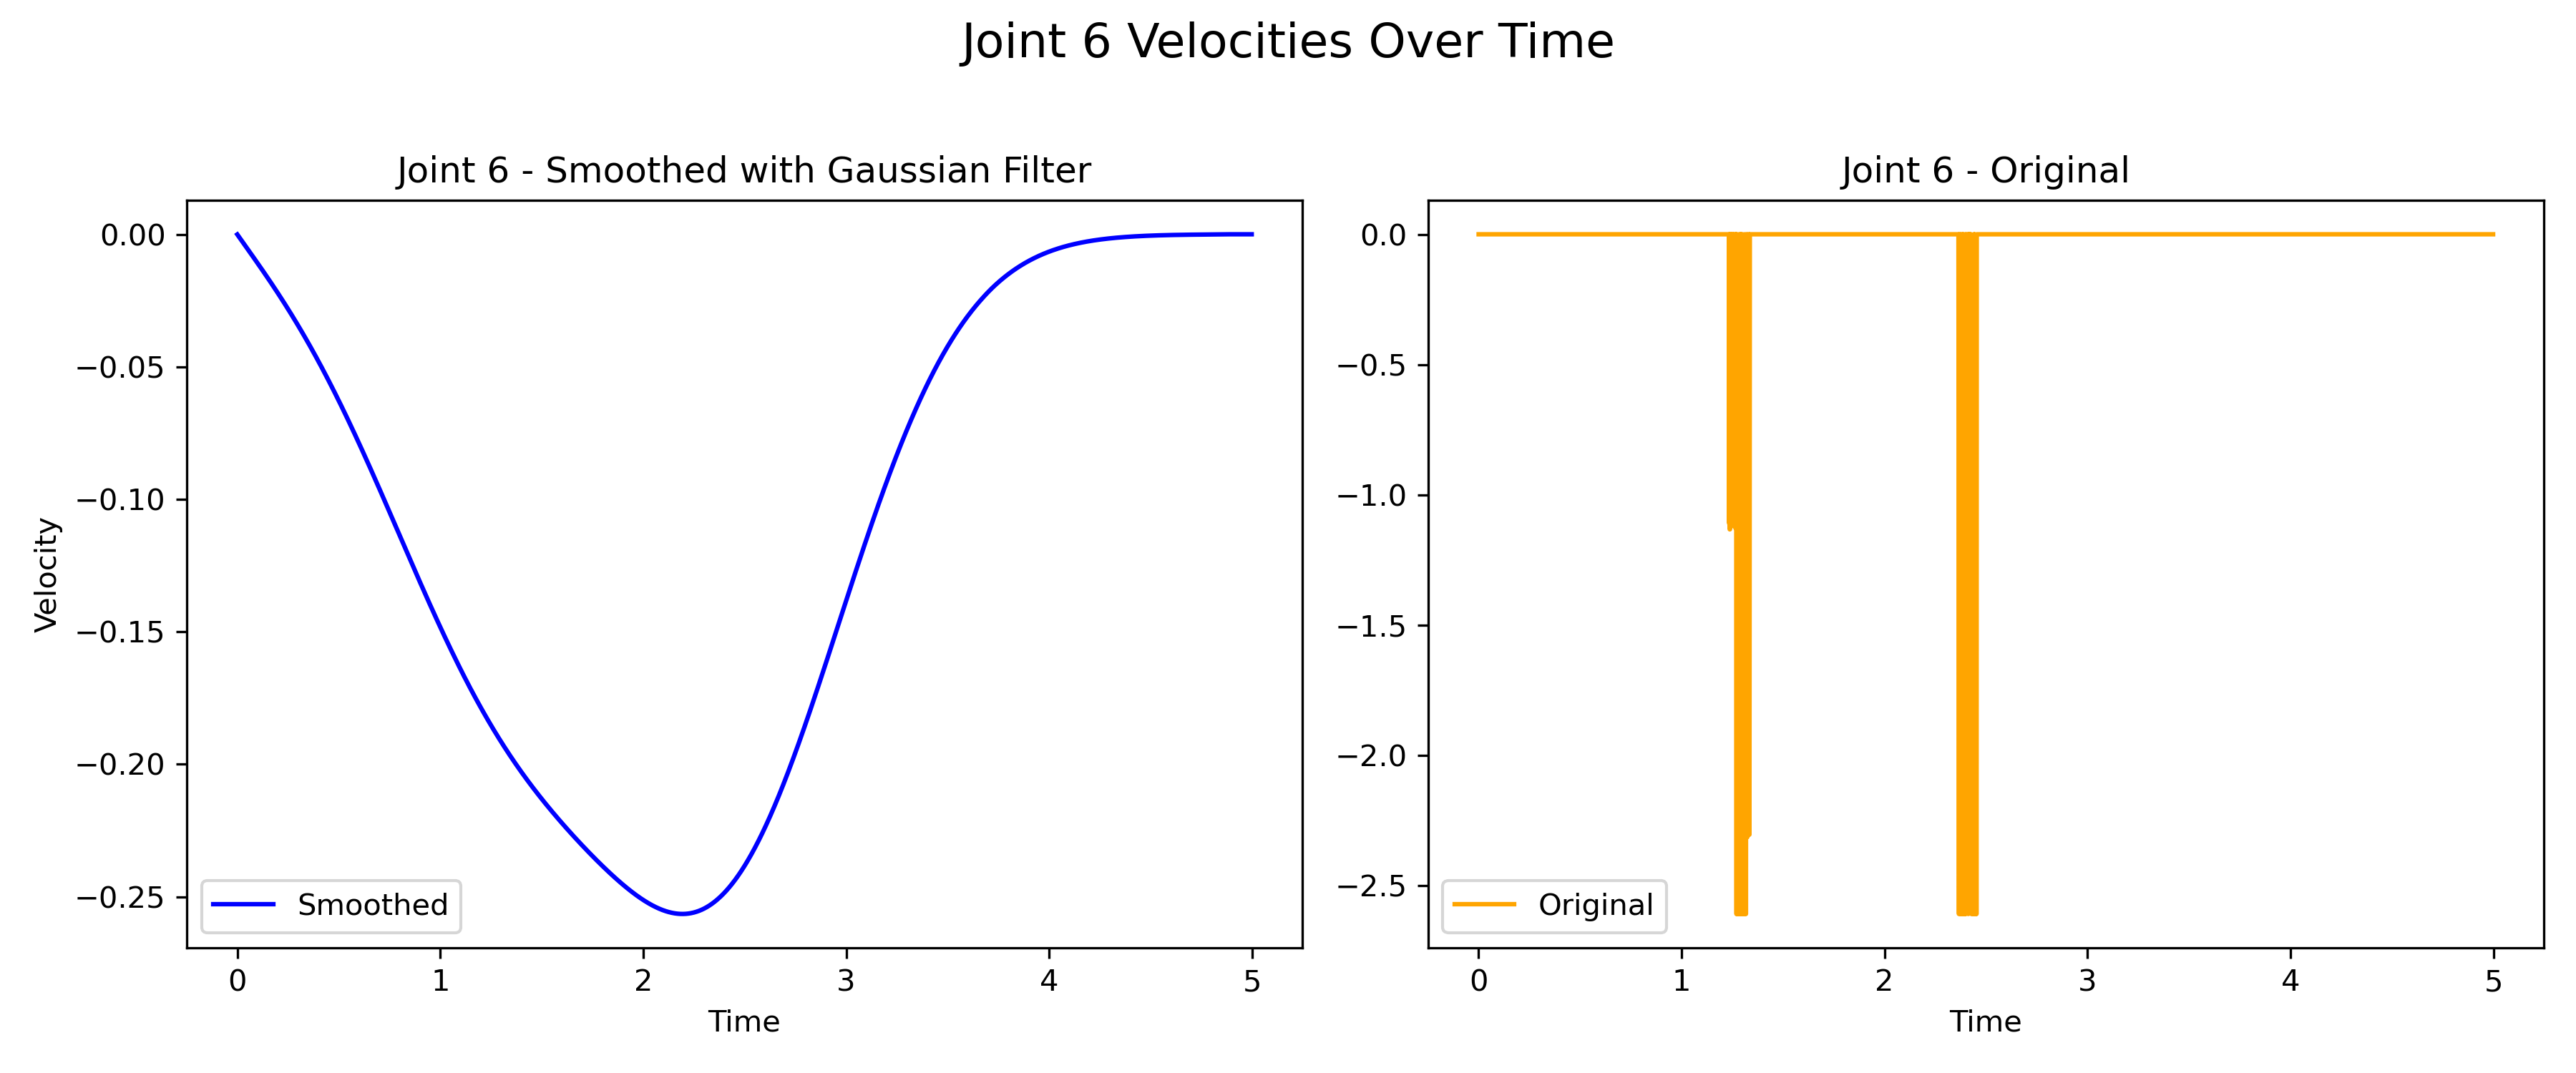 Joint 6 Velocities Over Time
Joint 6 - Smoothed with Gaussian Filter
0.00
−0.05
−0.10
−0.15
−0.20
−0.25
Velocity
Smoothed
0 1 2 3 4 5
Time
Joint 6 - Original
0.0
−0.5
−1.0
−1.5
−2.0
−2.5
Original
0 1 2 3 4 5
Time